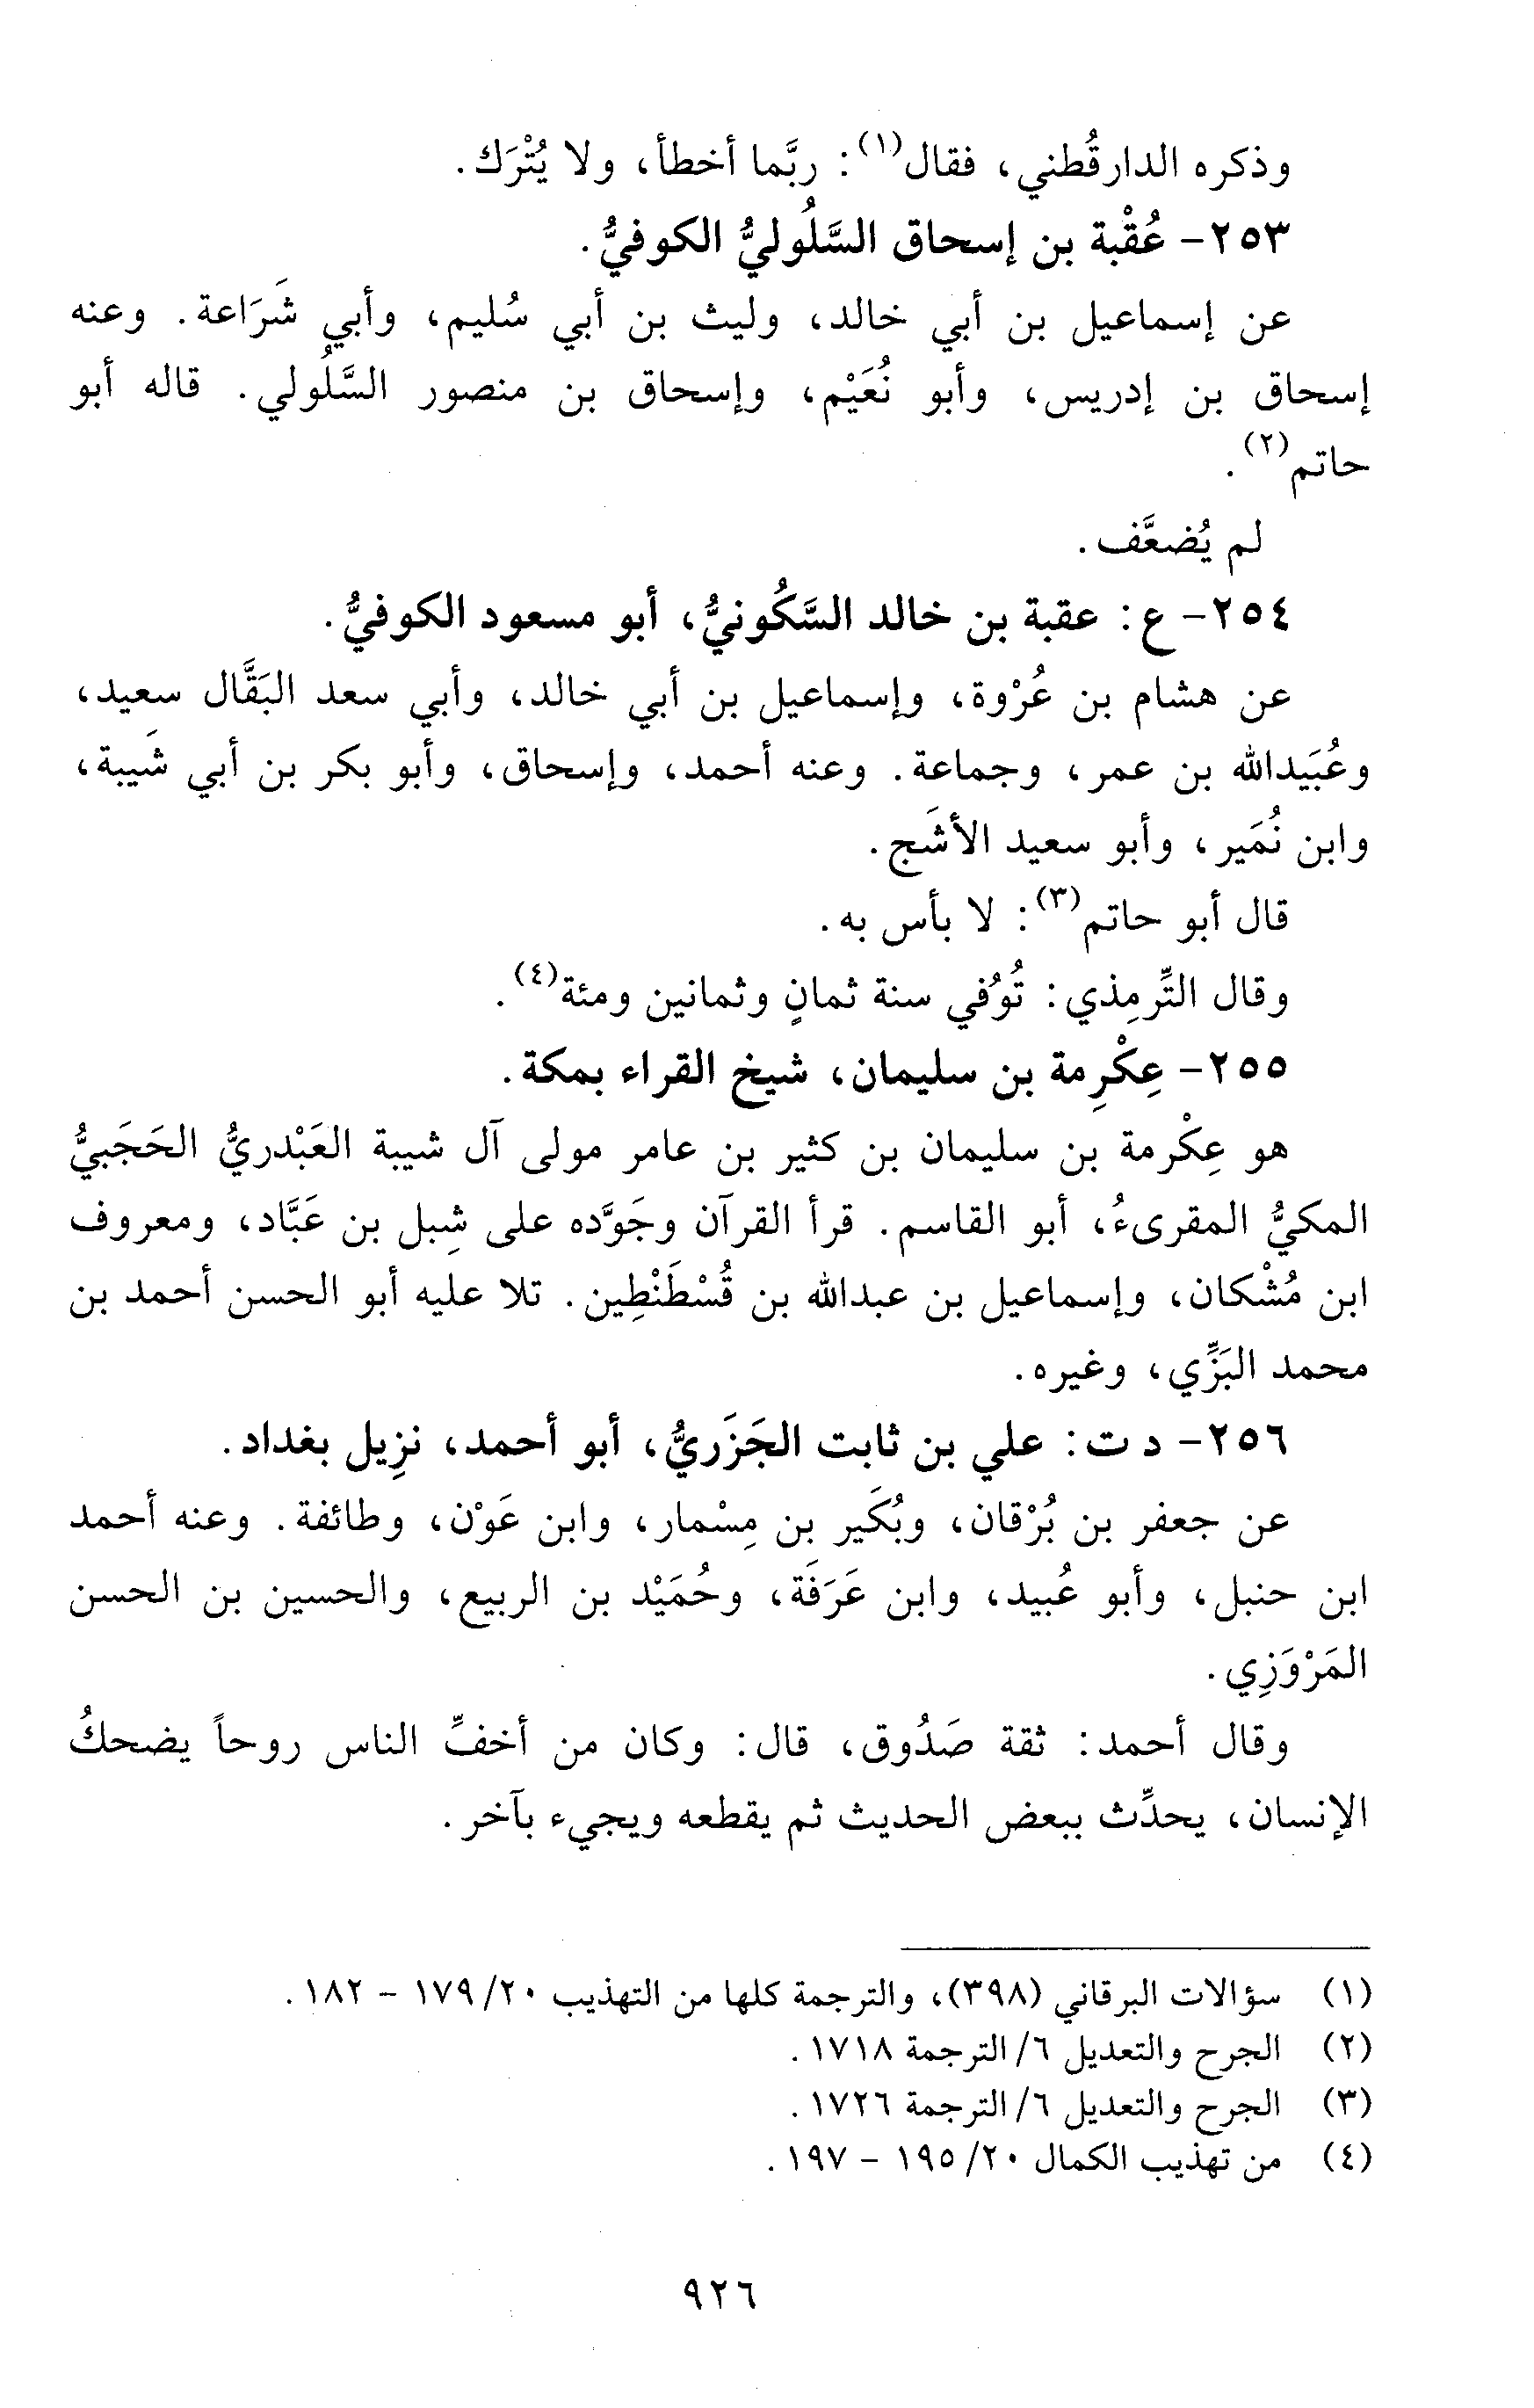 وذكره الدارقُطني، فقال(١): ربَّما أخطأ، ولا يُتْرَك.
٢٥٣- عُقْبة بن إسحاق السَّلُوليُّ الكوفيُّ.
عن إسماعيل بن أبي خالد، وليث بن أبي سُليم، وأبي شَرَاعة. وعنه
إسحاق بن إدريس، وأبو نُعَيْم، وإسحاق بن منصور السَّلُولي. قاله أبو
حاتم(٢).
لم يُضعَّف.
٢٥٤- ع: عقبة بن خالد السَّكُونيُّ، أبو مسعود الكوفيُّ.
عن هشام بن عُرْوة، وإسماعيل بن أبي خالد، وأبي سعد البَقَّال سعيد،
وعُبَيدالله بن عمر، وجماعة. وعنه أحمد، وإسحاق، وأبو بكر بن أبي شَيبة،
وابن نُمَير، وأبو سعيد الأشَج.
قال أبو حاتم(٣): لا بأس به.
وقال التِّرمِذي: تُوُفي سنة ثمانٍ وثمانين ومئة(٤).
٢٥٥- عِكْرِمة بن سليمان، شيخ القراء بمكة.
هو عِكْرمة بن سليمان بن كثير بن عامر مولى آل شيبة العَبْدريُّ الحَجَبيُّ
المكيُّ المقرىءُ، أبو القاسم. قرأ القرآن وجَوَّده على شِبل بن عَبَّاد، ومعروف
ابن مُشْكان، وإسماعيل بن عبدالله بن قُسْطَنْطِين. تلا عليه أبو الحسن أحمد بن
محمد البَزِّي، وغيره.
٢٥٦- د ت: علي بن ثابت الجَزَريُّ، أبو أحمد، نزِيل بغداد.
عن جعفر بن بُرْقان، وبُكَير بن مِسْمار، وابن عَوْن، وطائفة. وعنه أحمد
ابن حنبل، وأبو عُبيد، وابن عَرَفَة، وحُمَيْد بن الربيع، والحسين بن الحسن
المَرْوَزِي.
وقال أحمد: ثقة صَدُوق، قال: وكان من أخفِّ الناس روحاً يضحكُ
الإنسان، يحدِّث ببعض الحديث ثم يقطعه ويجيء بآخر.
(١) سؤالات البرقاني (٣٩٨)، والترجمة كلها من التهذيب ٢٠/ ١٧٩ - ١٨٢.
(٢) الجرح والتعديل ٦/ الترجمة ١٧١٨.
(٣) الجرح والتعديل ٦/ الترجمة ١٧٢٦.
(٤) من تهذيب الكمال ٢٠/ ١٩٥ - ١٩٧.
٩٢٦